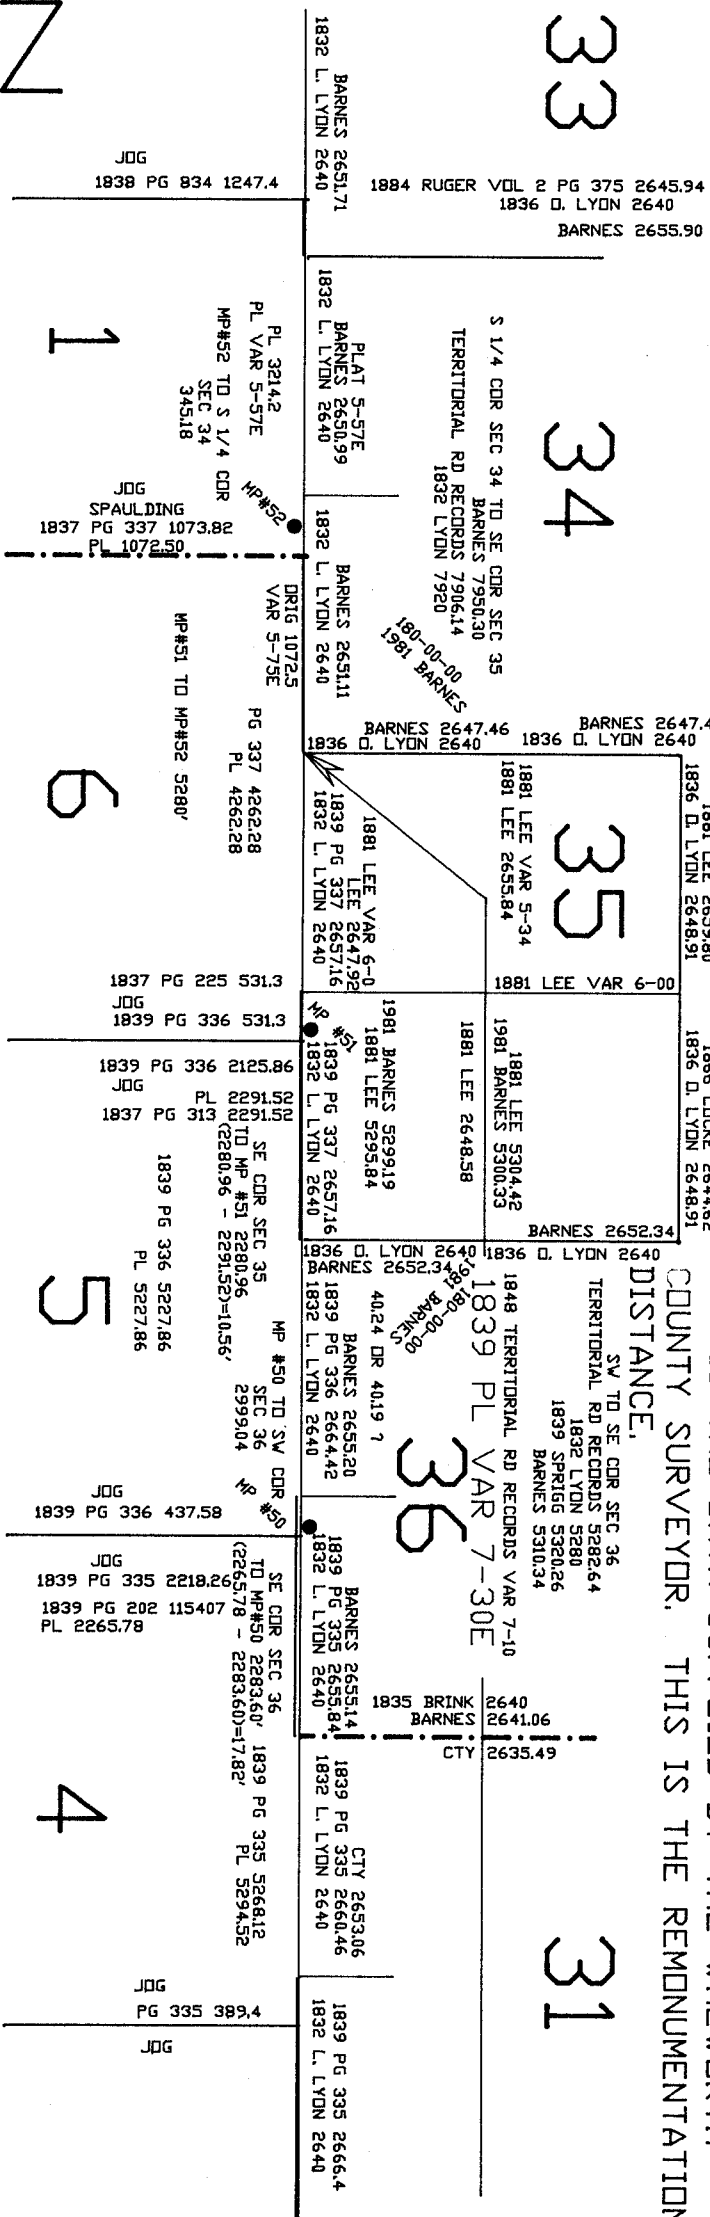 33
N
BARNES 2651.71
1832 L. LYON 2640
JOG
1838 PG 834 1247.4
1884 RUGER VOL 2 PG 375 2645.94
1836 O. LYON 2640
BARNES 2655.90
1
34
PLAT 5-57E
BARNES 2650.99
1832 L. LYON 2640
S 1/4 COR SEC 34 TO SE COR SEC 35
BARNES 7950.30
TERRITORIAL RD RECORDS 7906.14
1832 LYON 7920
PL 3214.2
PL VAR 5-57E
MP#52 TO S 1/4 COR
SEC 34
345.18
MP#52
JOG
SPAULDING
1837 PG 337 1073.82
PL 1072.50
BARNES 2651.11
1832 L. LYON 2640
180-00-00
1981 BARNES
ORIG 1072.5
VAR 5-75E
PG 337 4262.28
PL 4262.28
MP#51 TO MP#52 5280'
6
BARNES 2647.46
1836 O. LYON 2640
BARNES 2647.4
1836 O. LYON 2640
35
1881 LEE VAR 5-34
1881 LEE 2655.84
1836 O. LYON 2648.91
1881 LEE VAR 6-0
LEE 2647.92
1839 PG 337 2657.16
1832 L. LYON 2640
1881 LEE VAR 6-00
1837 PG 225 531.3
JOG
1839 PG 336 531.3
MP #51
1839 PG 336 2125.86
JOG
PL 2291.52
1837 PG 313 2291.52
1839 PG 337 2657.16
1832 L. LYON 2640
1981 BARNES 5299.19
1881 LEE 5295.84
1881 LEE 2648.58
1881 LEE 5304.42
1981 BARNES 5300.33
1836 O. LYON 2648.91
BARNES 2652.34
1836 O. LYON 2640
1836 O. LYON 2640
BARNES 2652.34
180-00-00
1981 BARNES
SE COR SEC 35
TO MP #51 2280.96
(2280.96 - 2291.52)=10.56'
1839 PG 336 5227.86
PL 5227.86
5
MP #50 TO SW COR
SEC 36
2999.04
MP #50
BARNES 2655.20
1839 PG 336 2664.42
1832 L. LYON 2640
40.24 OR 40.19 ?
36
1848 TERRITORIAL RD RECORDS VAR 7-10
1839 PL VAR 7-30E
SW TO SE COR SEC 36
TERRITORIAL RD RECORDS 5282.64
1832 LYON 5280
1839 SPRIGG 5320.26
BARNES 5310.34
COUNTY SURVEYOR. THIS IS THE REMONUMENTATION
DISTANCE.
JOG
1839 PG 336 437.58
JOG
1839 PG 335 2218.26
1839 PG 202 115407
PL 2265.78
SE COR SEC 36
TO MP#50 2283.60'
(2265.78 - 2283.60)=17.82'
BARNES 2655.14
1839 PG 335 2655.84
1832 L. LYON 2640
1835 BRINK 2640
BARNES 2641.06
CTY 2635.49
1839 PG 335 5268.12
PL 5294.52
4
CTY 2653.06
1839 PG 335 2660.46
1832 L. LYON 2640
31
JOG
PG 335 389.4
JOG
1839 PG 335 2666.4
1832 L. LYON 2640